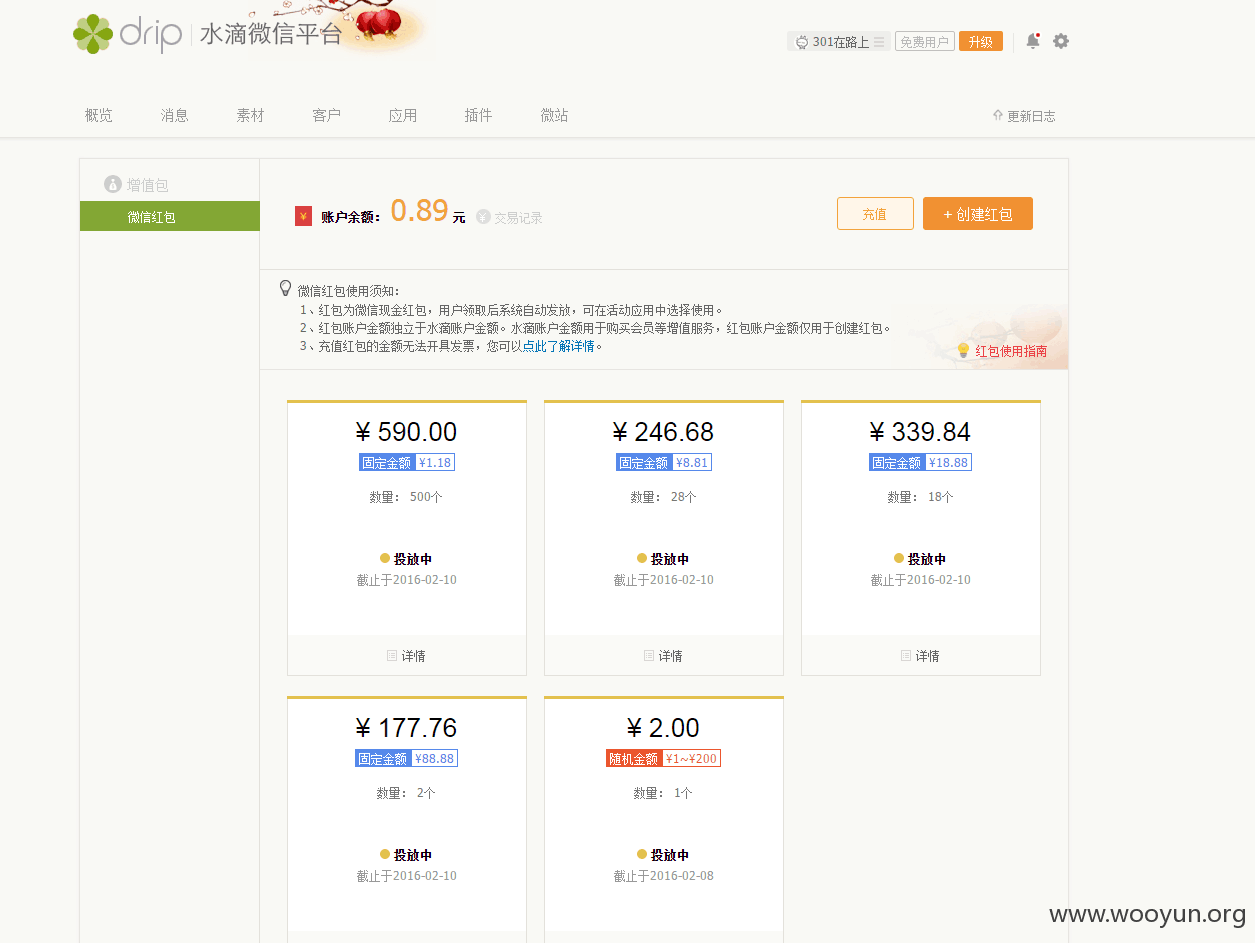 drip 水滴微信平台
301在路上 免费用户 升级
概览 消息 素材 客户 应用 插件 微站 更新日志
增值包
微信红包
¥ 账户余额: 0.89 元 ¥ 交易记录 充值 + 创建红包
微信红包使用须知:
1、红包为微信现金红包，用户领取后系统自动发放，可在活动应用中选择使用。
2、红包账户金额独立于水滴账户金额。水滴账户金额用于购买会员等增值服务，红包账户金额仅用于创建红包。
3、充值红包的金额无法开具发票，您可以点此了解详情。
红包使用指南
¥ 590.00 ¥ 246.68 ¥ 339.84
固定金额 ¥1.18 固定金额 ¥8.81 固定金额 ¥18.88
数量: 500个 数量: 28个 数量: 18个
投放中 投放中 投放中
截止于2016-02-10 截止于2016-02-10 截止于2016-02-10
详情 详情 详情
¥ 177.76 ¥ 2.00
固定金额 ¥88.88 随机金额 ¥1~¥200
数量: 2个 数量: 1个
投放中 投放中
截止于2016-02-10 截止于2016-02-08
www.wooyun.org